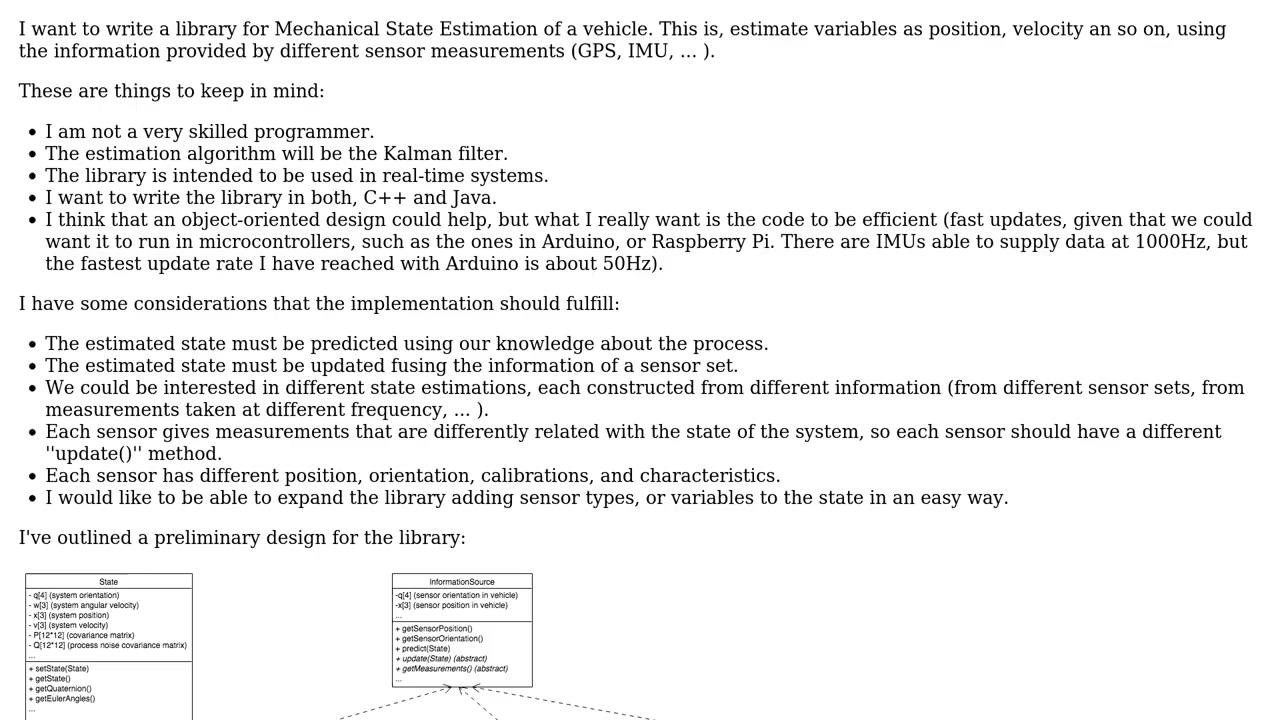 I want to write a library for Mechanical State Estimation of a vehicle. This is, estimate variables as position, velocity an so on, using
the information provided by different sensor measurements (GPS, IMU, ... ).
These are things to keep in mind:
• I am not a very skilled programmer.
• The estimation algorithm will be the Kalman filter.
• The library is intended to be used in real-time systems.
• I want to write the library in both, C++ and Java.
• I think that an object-oriented design could help, but what I really want is the code to be efficient (fast updates, given that we could
want it to run in microcontrollers, such as the ones in Arduino, or Raspberry Pi. There are IMUs able to supply data at 1000Hz, but
the fastest update rate I have reached with Arduino is about 50Hz).
I have some considerations that the implementation should fulfill:
• The estimated state must be predicted using our knowledge about the process.
• The estimated state must be updated fusing the information of a sensor set.
• We could be interested in different state estimations, each constructed from different information (from different sensor sets, from
measurements taken at different frequency, ... ).
• Each sensor gives measurements that are differently related with the state of the system, so each sensor should have a different
''update()'' method.
• Each sensor has different position, orientation, calibrations, and characteristics.
• I would like to be able to expand the library adding sensor types, or variables to the state in an easy way.
I've outlined a preliminary design for the library:
State
- q[4] (system orientation)
- w[3] (system angular velocity)
- x[3] (system position)
- v[3] (system velocity)
- P[12*12] (covariance matrix)
- Q[12*12] (process noise covariance matrix)
...
+ setState(State)
+ getState()
+ getQuaternion()
+ getEulerAngles()
...
InformationSource
-q[4] (sensor orientation in vehicle)
-x[3] (sensor position in vehicle)
...
+ getSensorPosition()
+ getSensorOrientation()
+ predict(State)
+ update(State) (abstract)
+ getMeasurements() (abstract)
...